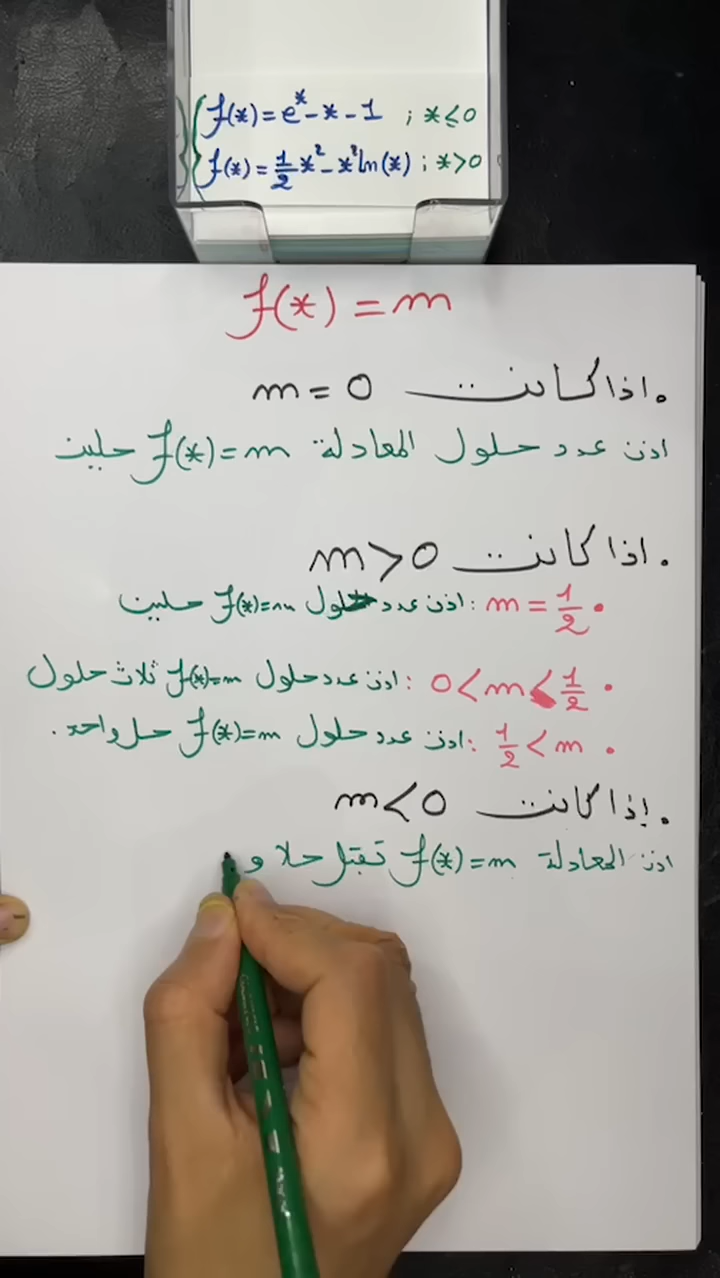 f(x) = e^x - x - 1 ; x ≤ 0
f(x) = 1/2 x² - x² ln(x) ; x > 0
f(x) = m
. اذا كانت m = 0
اذن عدد حلول المعادلة f(x) = m حلين
. اذا كانت m > 0
• m = 1/2 : اذن عدد حلول f(x) = m حلين
• 0 < m < 1/2 : اذن عدد حلول f(x) = m ثلاث حلول
• 1/2 < m : اذن عدد حلول f(x) = m حل واحد .
. إذا كانت m < 0
اذن المعادلة f(x) = m تقبل حلا و